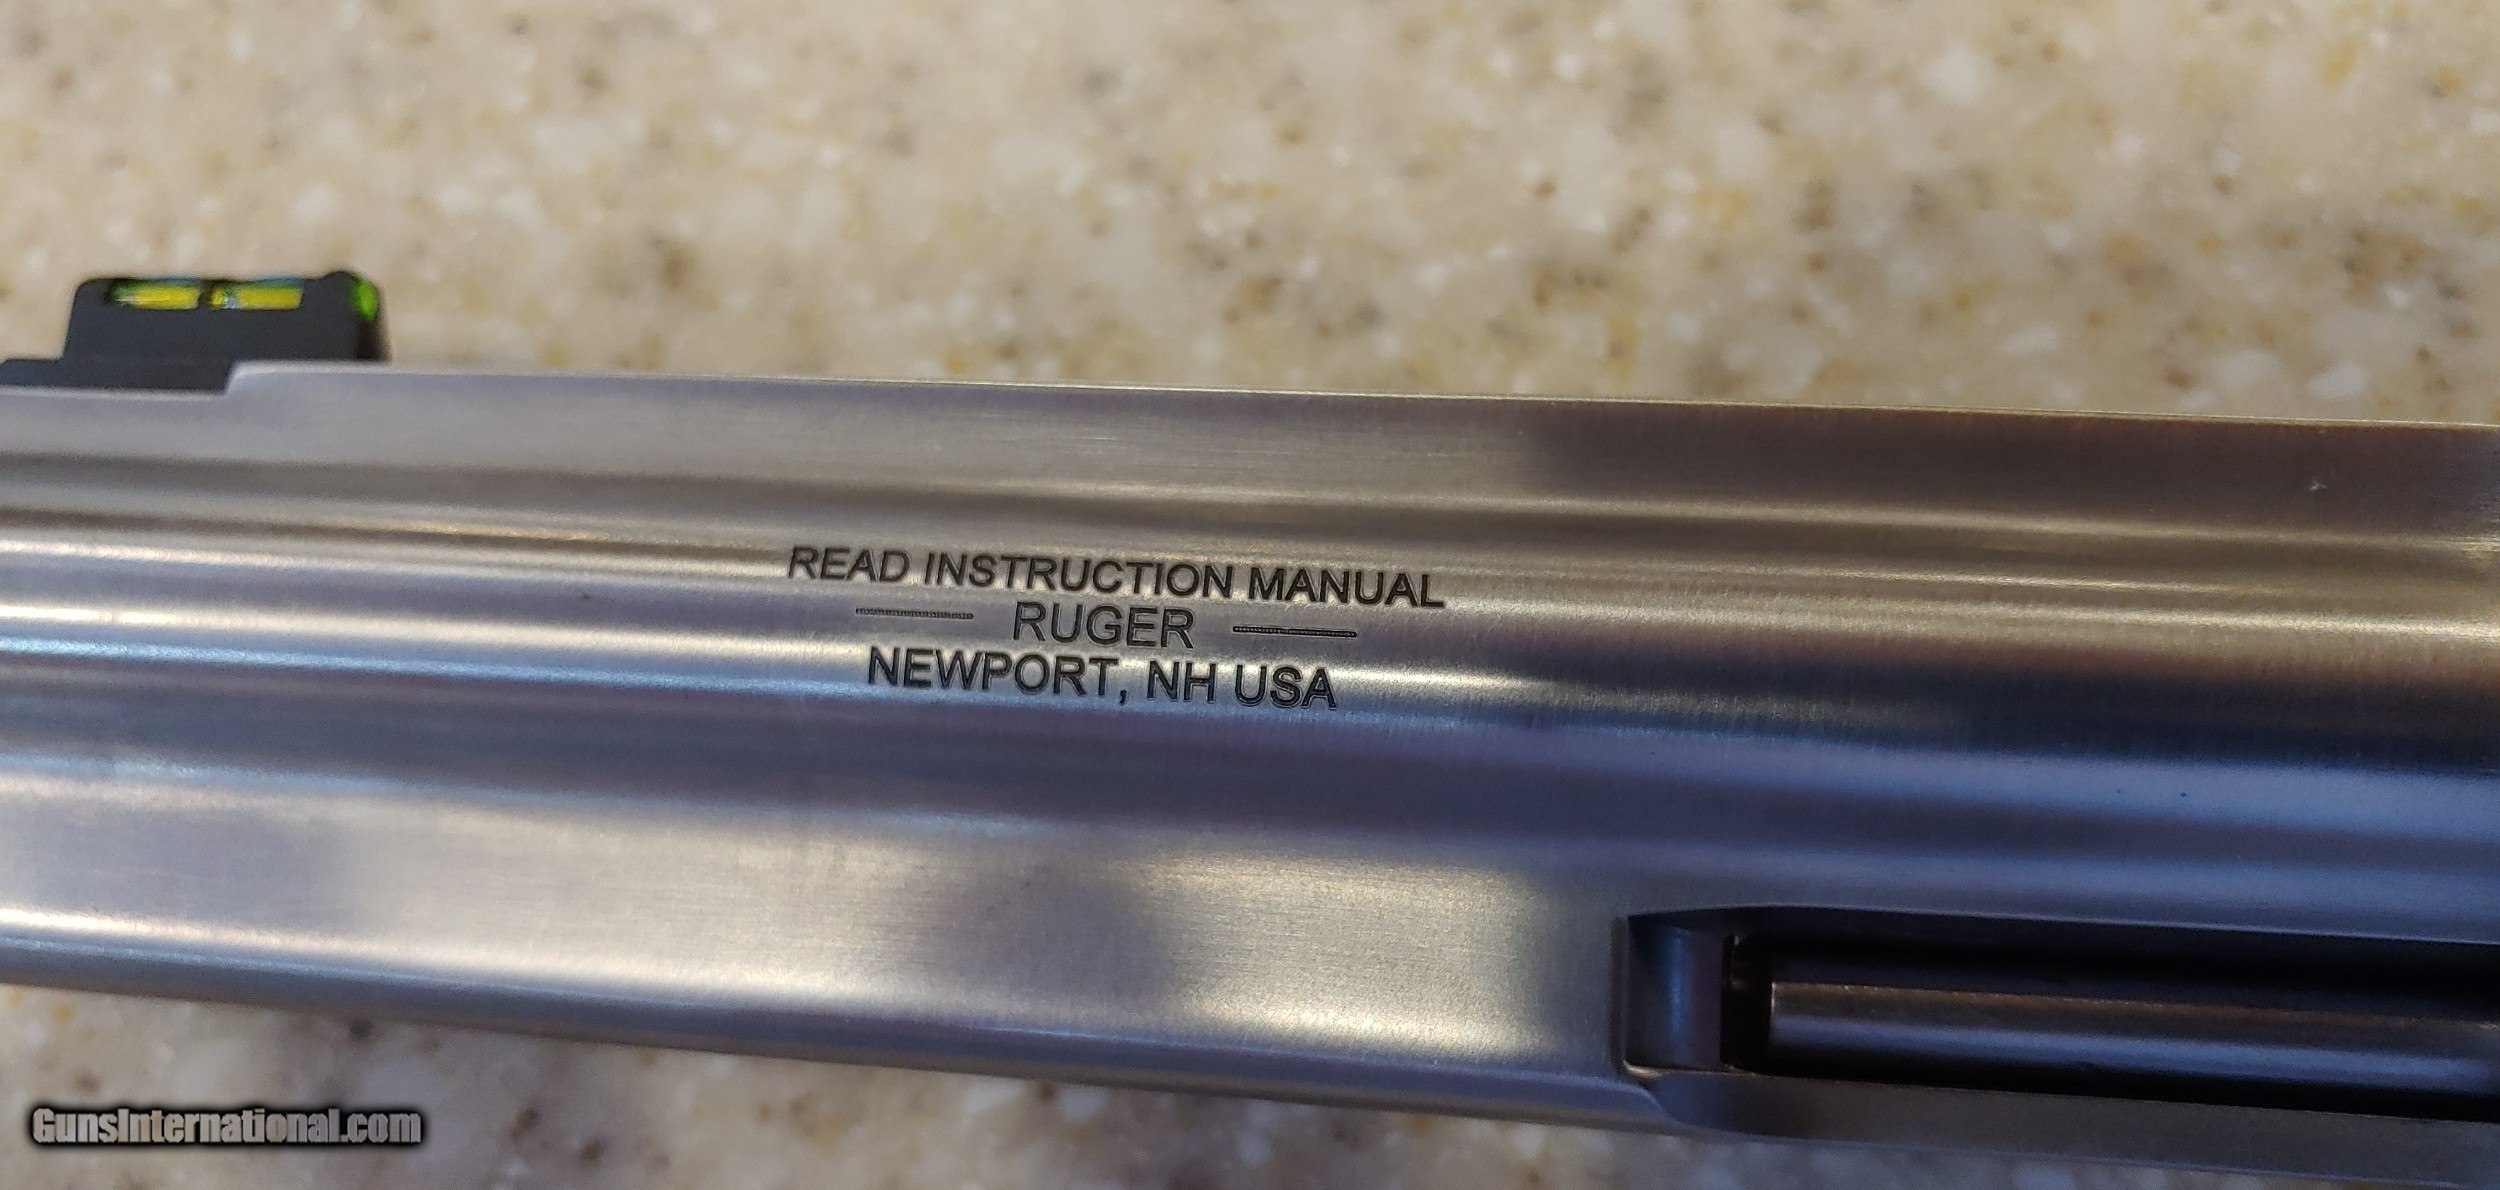 READ INSTRUCTION MANUAL
RUGER
NEWPORT, NH USA
GunsInternational.com